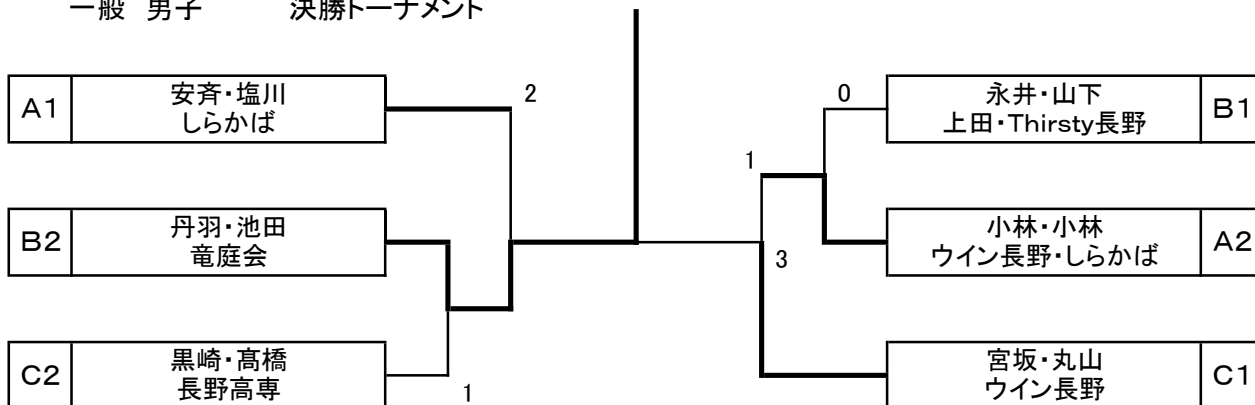 一般 男子 決勝トーナメント
A1
安斉・塩川
しらかば
2
0
永井・山下
上田・Thirsty長野
B1
1
B2
丹羽・池田
竜庭会
3
小林・小林
ウイン長野・しらかば
A2
C2
黒崎・髙橋
長野高専
1
宮坂・丸山
ウイン長野
C1